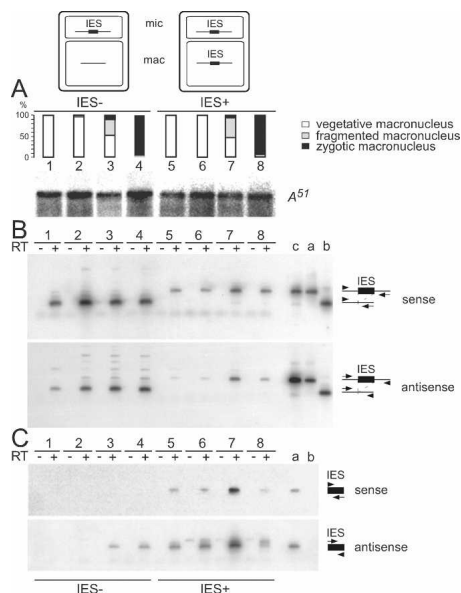 IES mic IES
mac IES
A
IES- IES+
%
100
50
0
vegetative macronucleus
fragmented macronucleus
zygotic macronucleus
1 2 3 4 5 6 7 8
A51
B
1 2 3 4 5 6 7 8
RT - + - + - + - + - + - + - + - + c a b
IES
sense
IES
antisense
C
1 2 3 4 5 6 7 8
RT - + - + - + - + - + - + - + - + a b
IES
sense
IES
antisense
IES- IES+